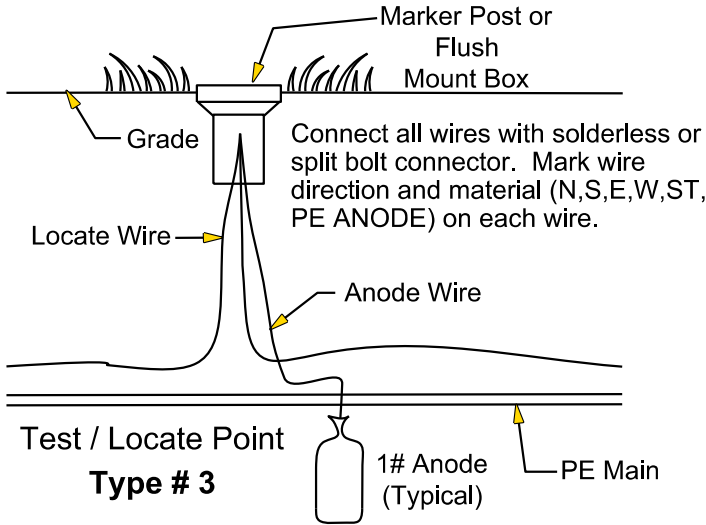 Marker Post or
Flush
Mount Box
Grade
Connect all wires with solderless or
split bolt connector. Mark wire
direction and material (N,S,E,W,ST,
PE ANODE) on each wire.
Locate Wire
Anode Wire
Test / Locate Point
Type # 3
1# Anode
(Typical)
PE Main